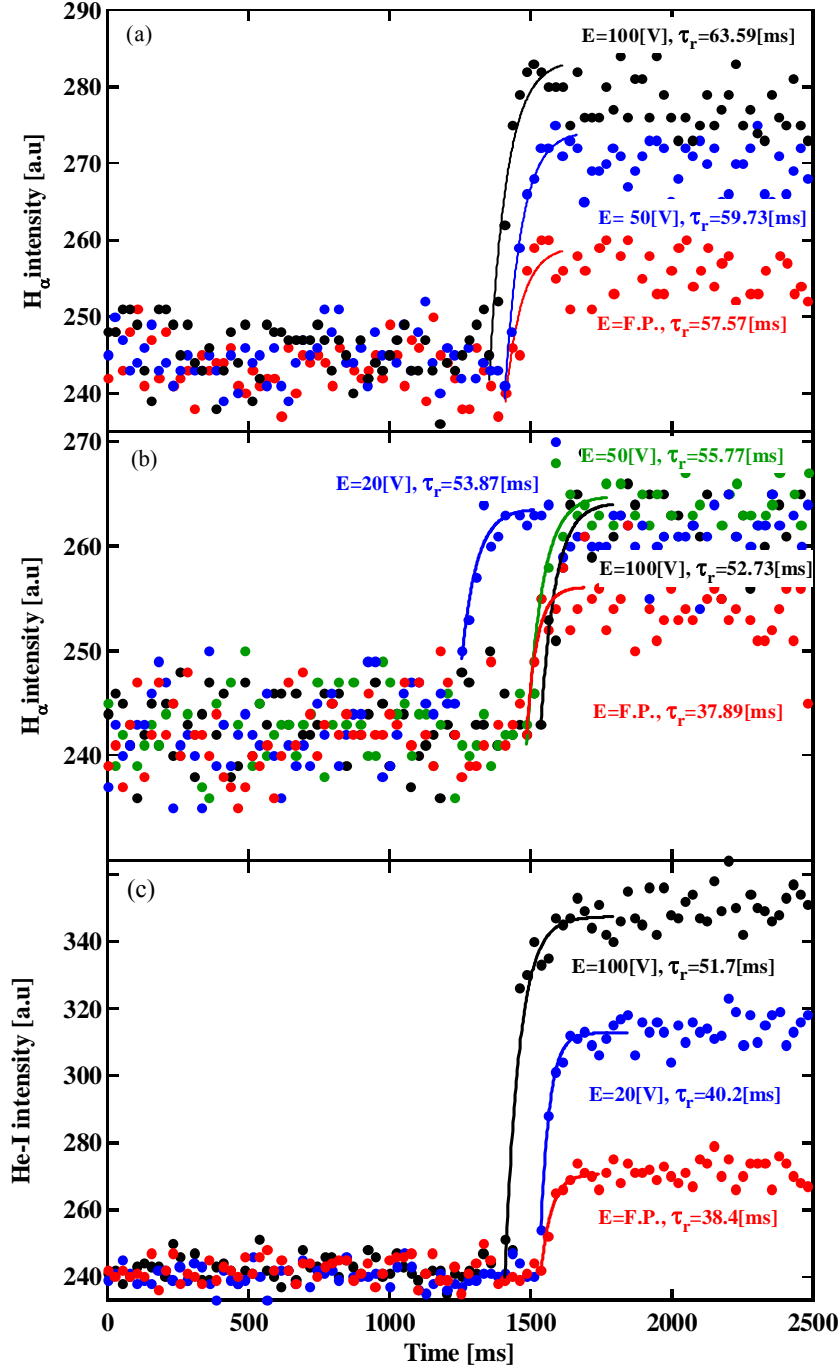 290
(a)
E=100[V], τr=63.59[ms]
280
270
E= 50[V], τr=59.73[ms]
260
E=F.P., τr=57.57[ms]
250
240
Hα intensity [a.u]
270
(b)
E=50[V], τr=55.77[ms]
E=20[V], τr=53.87[ms]
260
E=100[V], τr=52.73[ms]
250
E=F.P., τr=37.89[ms]
240
Hα intensity [a.u]
(c)
340
E=100[V], τr=51.7[ms]
320
300
E=20[V], τr=40.2[ms]
280
E=F.P., τr=38.4[ms]
260
240
He-I intensity [a.u]
0 500 1000 1500 2000 2500
Time [ms]